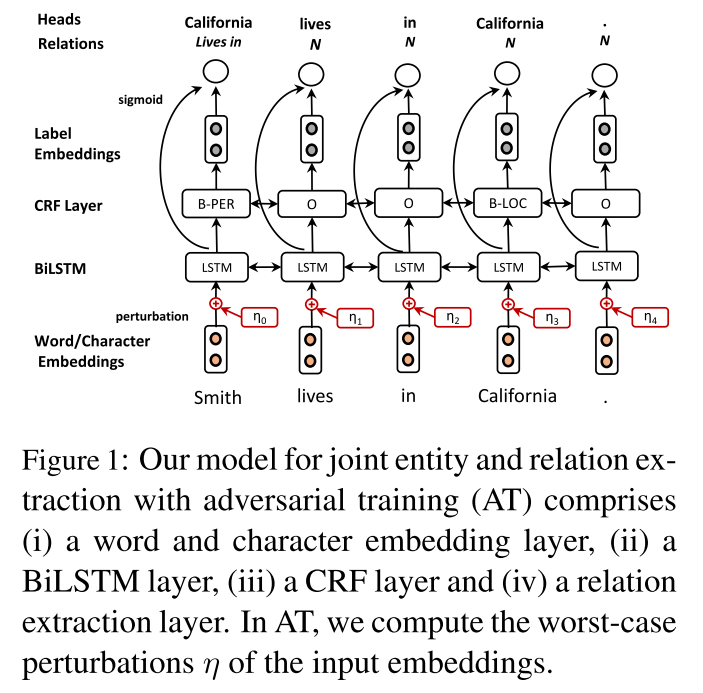 Heads California lives in California .
Relations Lives in N N N N
sigmoid
Label
Embeddings
CRF Layer B-PER O O B-LOC O
BiLSTM LSTM LSTM LSTM LSTM LSTM
perturbation η0 η1 η2 η3 η4
Word/Character
Embeddings
Smith lives in California .
Figure 1: Our model for joint entity and relation ex-
traction with adversarial training (AT) comprises
(i) a word and character embedding layer, (ii) a
BiLSTM layer, (iii) a CRF layer and (iv) a relation
extraction layer. In AT, we compute the worst-case
perturbations η of the input embeddings.